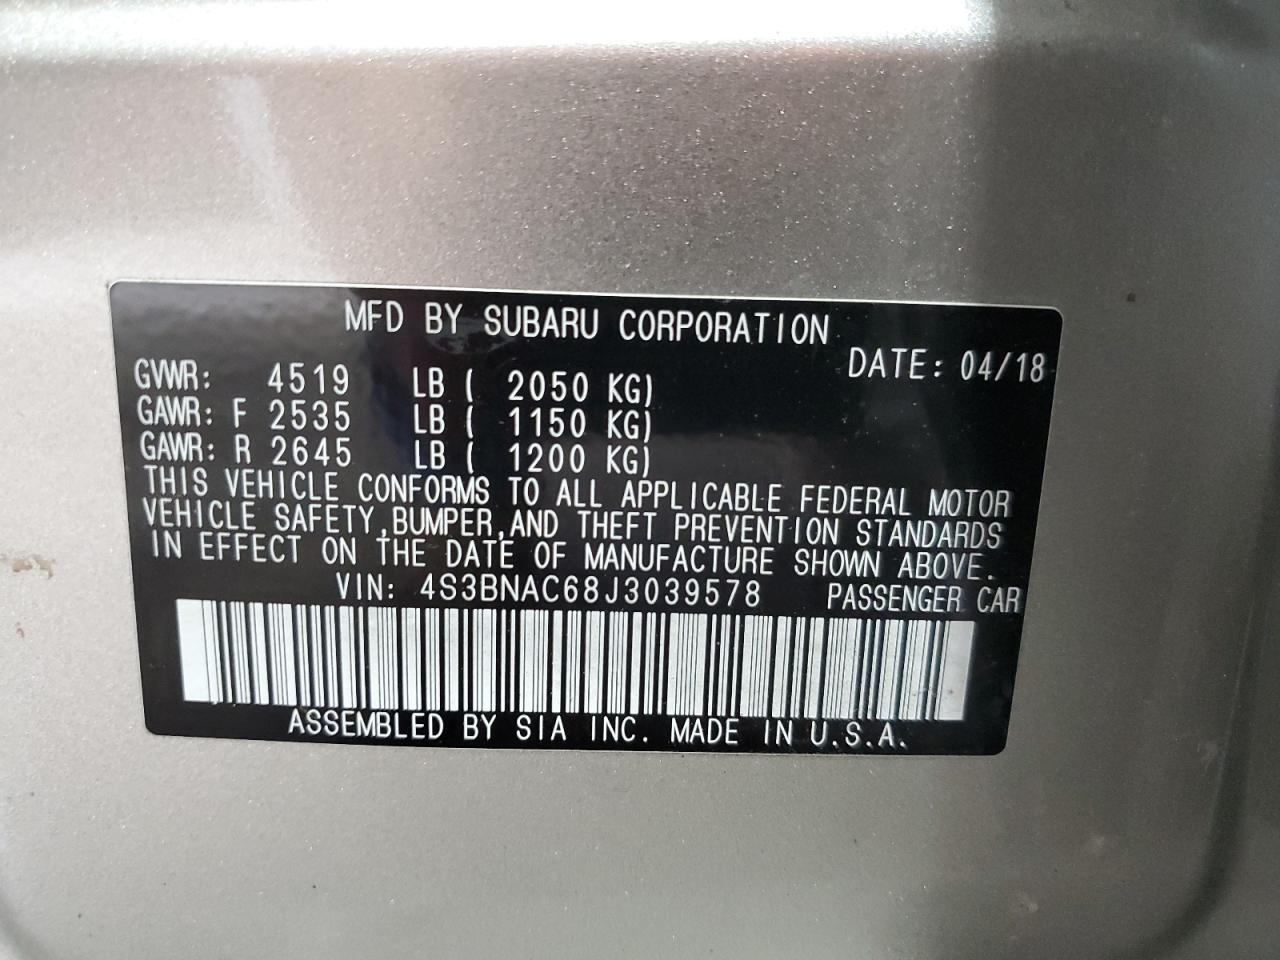 MFD BY SUBARU CORPORATION
DATE: 04/18
GVWR: 4519 LB ( 2050 KG)
GAWR: F 2535 LB ( 1150 KG)
GAWR: R 2645 LB ( 1200 KG)
THIS VEHICLE CONFORMS TO ALL APPLICABLE FEDERAL MOTOR
VEHICLE SAFETY,BUMPER,AND THEFT PREVENTION STANDARDS
IN EFFECT ON THE DATE OF MANUFACTURE SHOWN ABOVE.
VIN: 4S3BNAC68J3039578 PASSENGER CAR
ASSEMBLED BY SIA INC. MADE IN U.S.A.